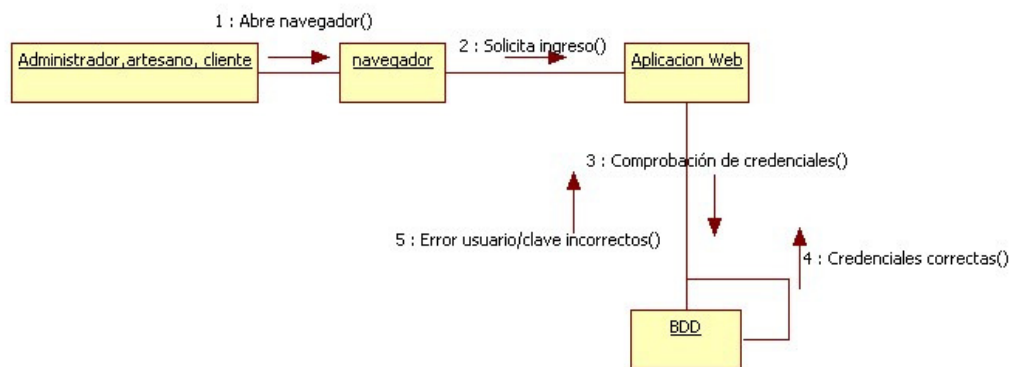 1 : Abre navegador()
2 : Solicita ingreso()
Administrador,artesano, cliente
navegador
Aplicacion Web
3 : Comprobación de credenciales()
5 : Error usuario/clave incorrectos()
4 : Credenciales correctas()
BDD